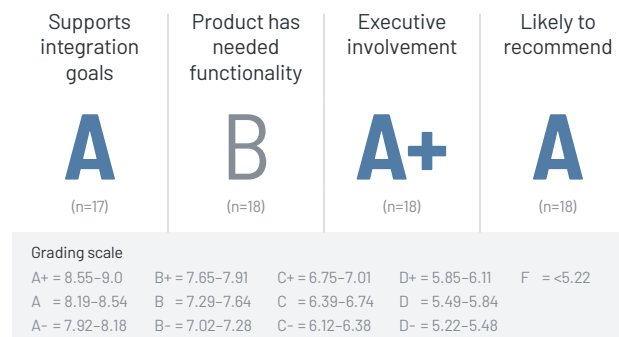 Supports
integration
goals
A
(n=17)
Product has
needed
functionality
B
(n=18)
Executive
involvement
A+
(n=18)
Likely to
recommend
A
(n=18)
Grading scale
A+ = 8.55–9.0 B+ = 7.65–7.91 C+ = 6.75–7.01 D+ = 5.85–6.11 F = <5.22
A = 8.19–8.54 B = 7.29–7.64 C = 6.39–6.74 D = 5.49–5.84
A- = 7.92–8.18 B- = 7.02–7.28 C- = 6.12–6.38 D- = 5.22–5.48